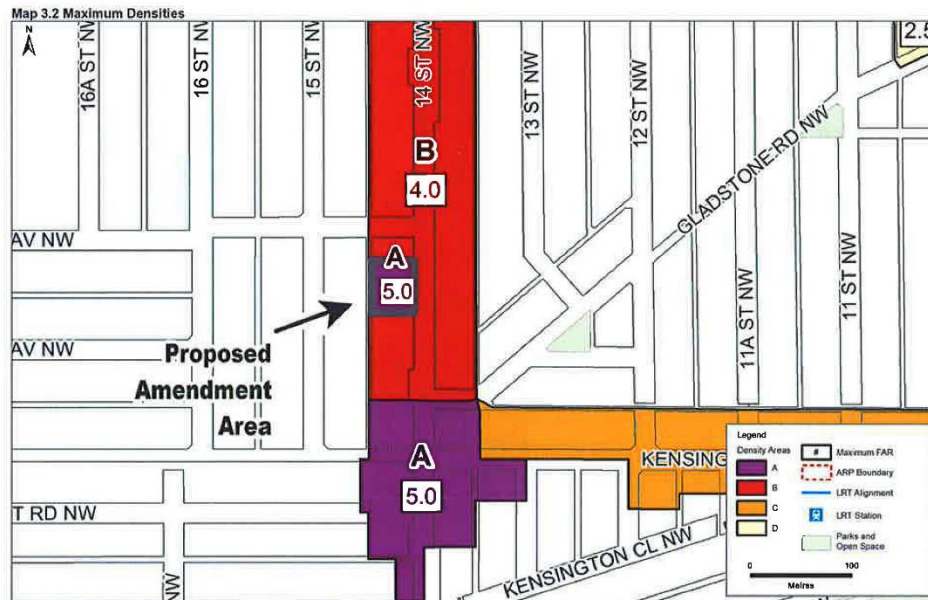 Map 3.2 Maximum Densities
N
16A ST NW
16 ST NW
15 ST NW
14 ST NW
13 ST NW
12 ST NW
GLADSTONE RD NW
2.5
B
4.0
AV NW
A
5.0
11A ST NW
11 ST NW
AV NW
Proposed
Amendment
Area
A
5.0
KENSING
T RD NW
KENSINGTON CL NW
NW
Legend
Density Areas
A
B
C
D
# Maximum FAR
ARP Boundary
LRT Alignment
LRT Station
Parks and
Open Space
0 100
Metres